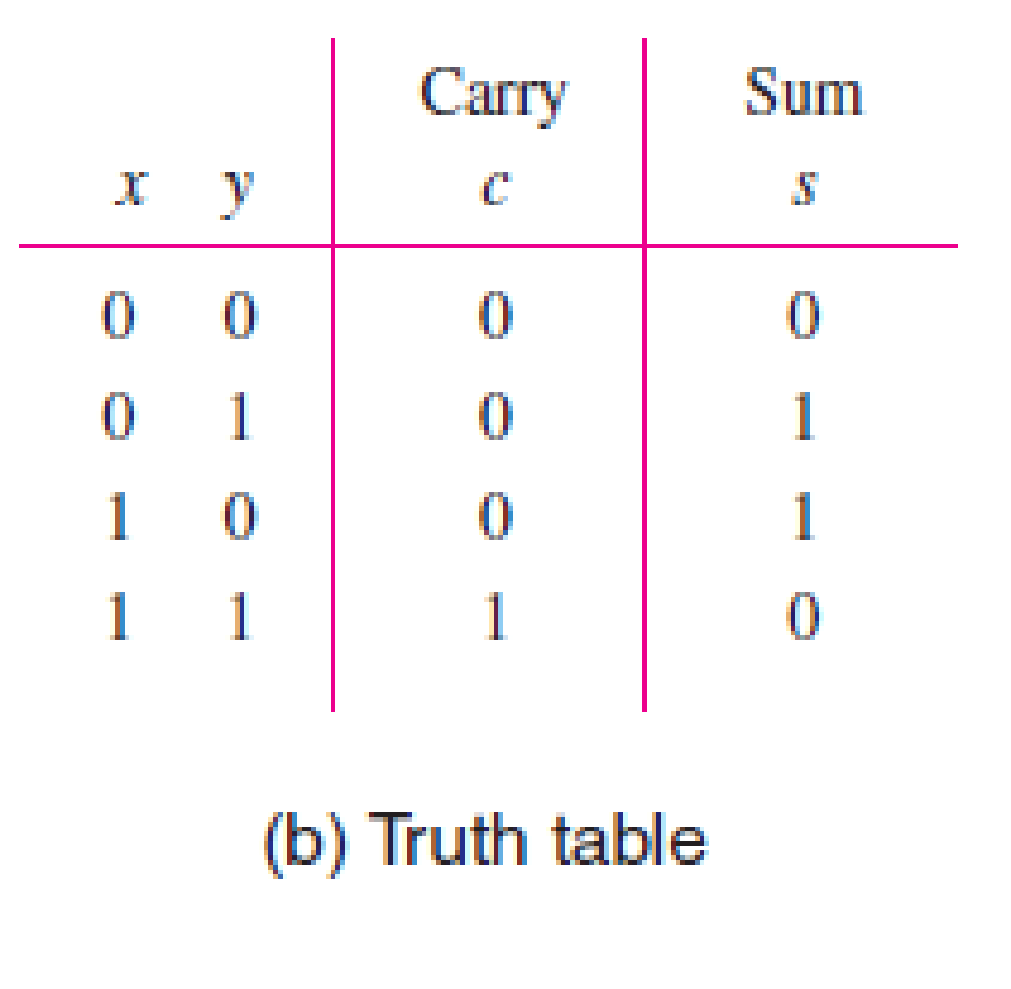 Carry Sum
x y c s
0 0 0 0
0 1 0 1
1 0 0 1
1 1 1 0
(b) Truth table